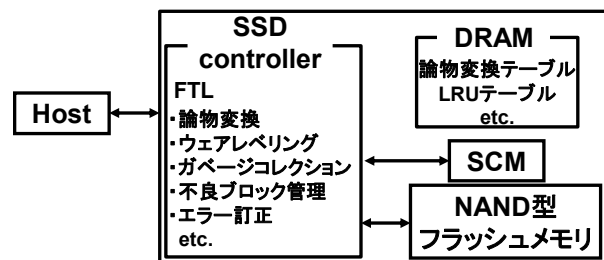 Host
SSD
controller
FTL
・論物変換
・ウェアレベリング
・ガベージコレクション
・不良ブロック管理
・エラー訂正
etc.
DRAM
論物変換テーブル
LRUテーブル
etc.
SCM
NAND型
フラッシュメモリ